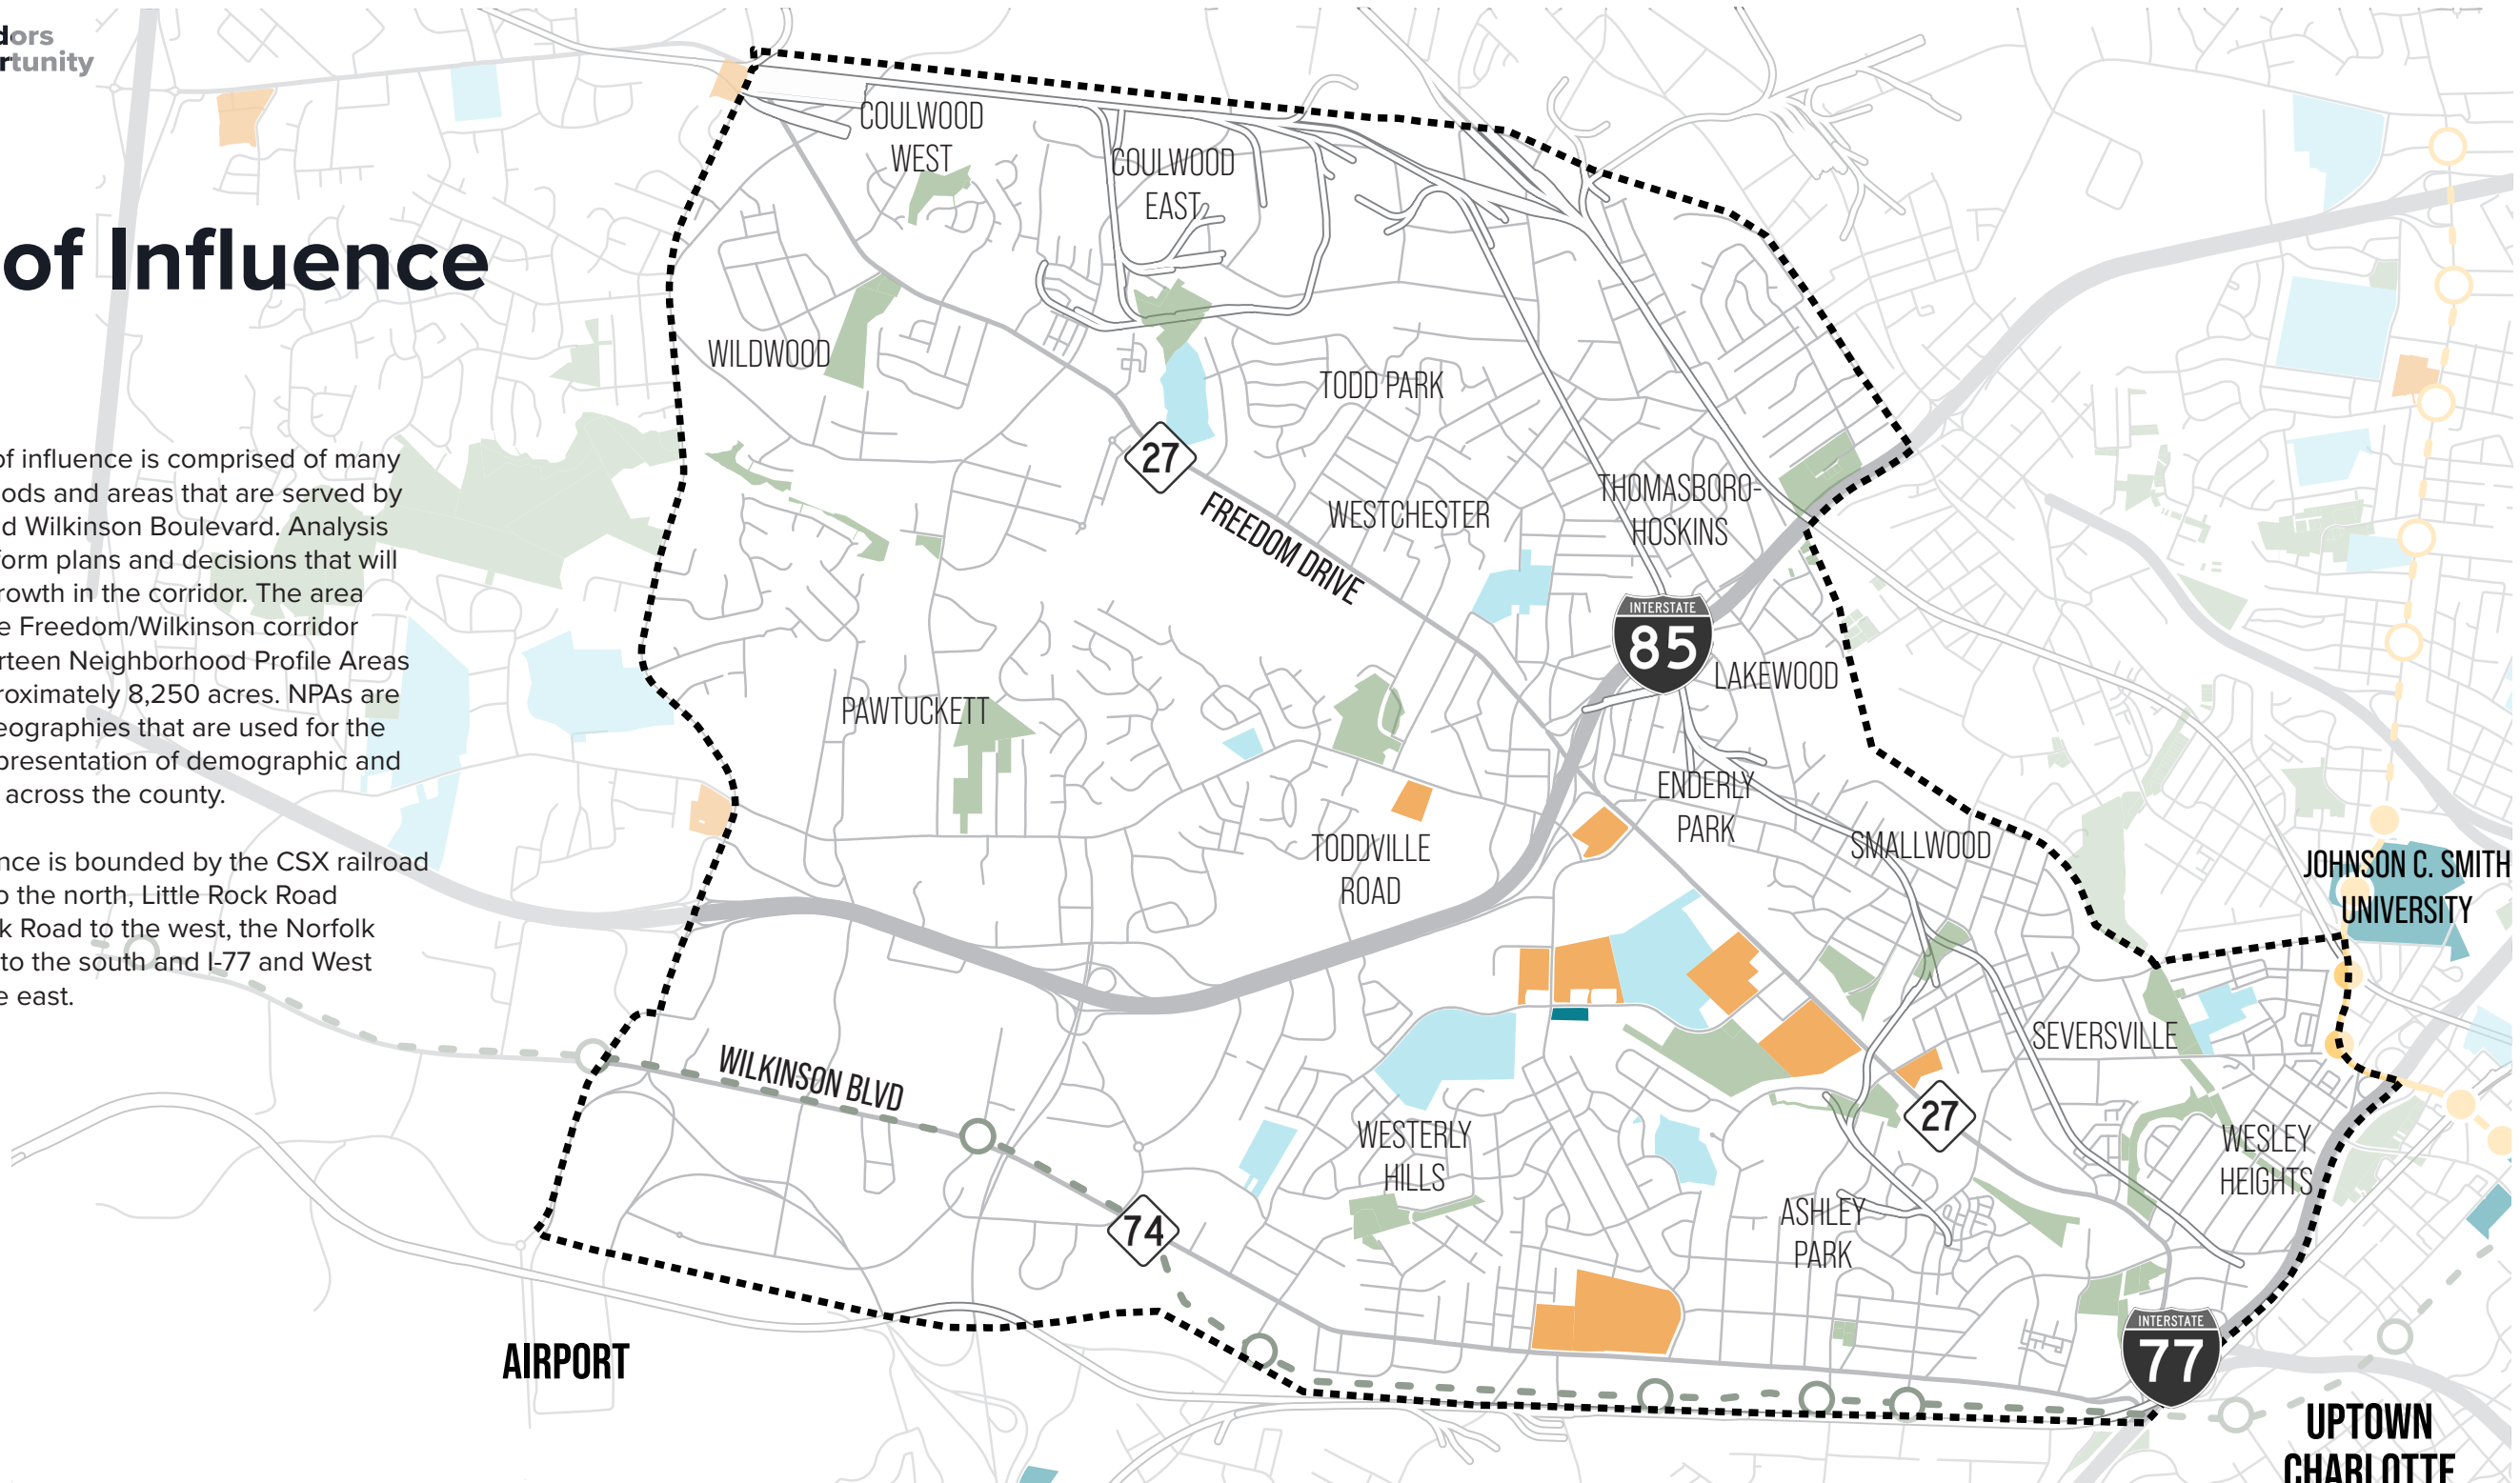 dors
rtunity
of Influence
of influence is comprised of many
ods and areas that are served by
d Wilkinson Boulevard. Analysis
form plans and decisions that will
rowth in the corridor. The area
e Freedom/Wilkinson corridor
rteen Neighborhood Profile Areas
roximately 8,250 acres. NPAs are
eographies that are used for the
presentation of demographic and
across the county.
nce is bounded by the CSX railroad
o the north, Little Rock Road
k Road to the west, the Norfolk
to the south and I-77 and West
e east.
COULWOOD
WEST
COULWOOD
EAST
WILDWOOD
TODD PARK
27
FREEDOM DRIVE
WESTCHESTER
THOMASBORO-
HOSKINS
INTERSTATE
85
LAKEWOOD
PAWTUCKETT
ENDERLY
PARK
TODDVILLE
ROAD
SMALLWOOD
JOHNSON C. SMITH
UNIVERSITY
SEVERSVILLE
WILKINSON BLVD
27
WESTERLY
HILLS
WESLEY
HEIGHTS
74
ASHLEY
PARK
INTERSTATE
77
AIRPORT
UPTOWN
CHARLOTTE